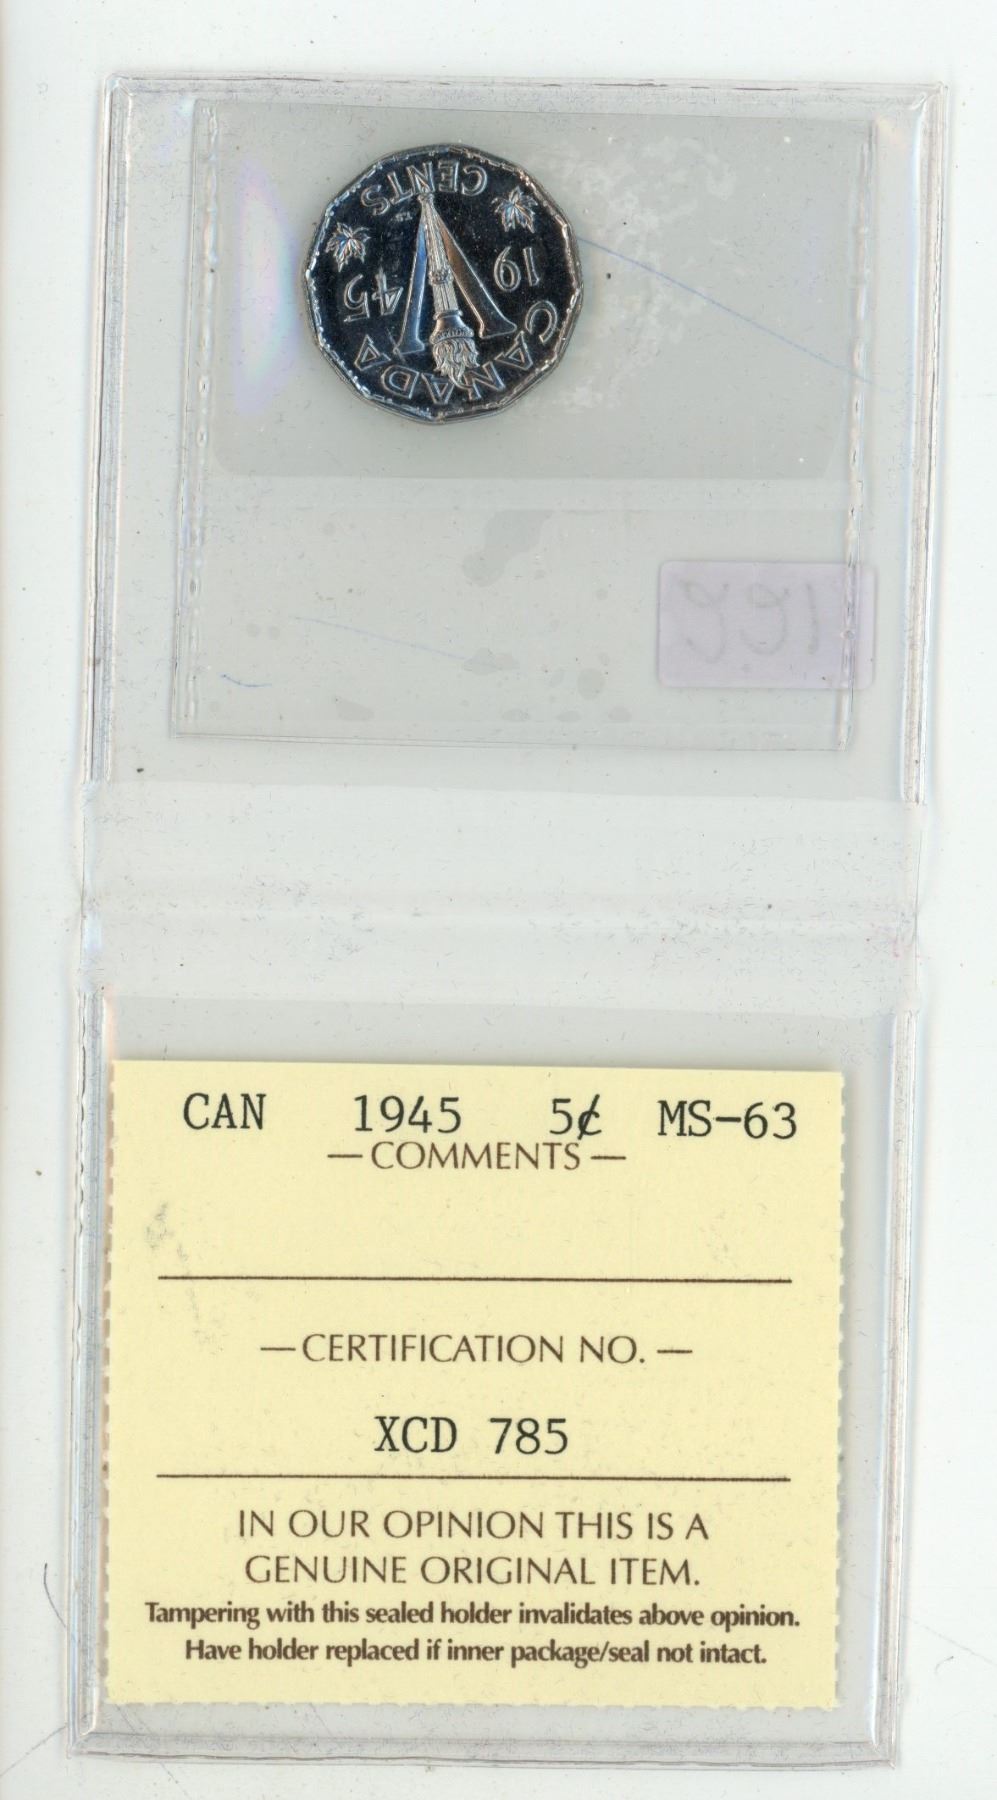 CENTS
19 45
CANADA
CAN 1945 5¢ MS-63
—COMMENTS—
—CERTIFICATION NO.—
XCD 785
IN OUR OPINION THIS IS A
GENUINE ORIGINAL ITEM.
Tampering with this sealed holder invalidates above opinion.
Have holder replaced if inner package/seal not intact.